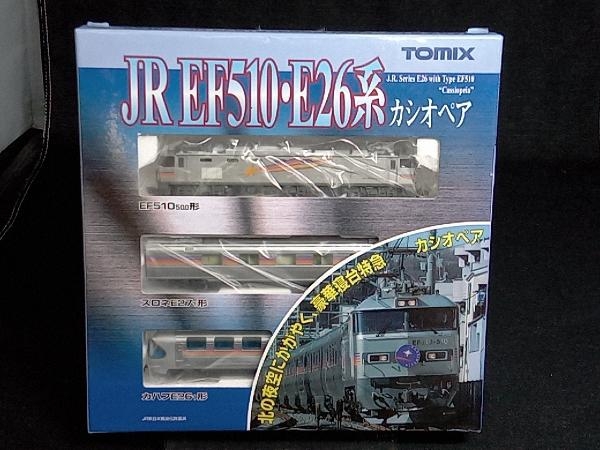 TOMIX
JR EF510・E26系
カシオペア
J.R. Series E26 with Type EF510
"Cassiopeia"
EF510 500形
スロネE27形
カハフE26形
カシオペア
北の夜空にかがやく、豪華寝台特急